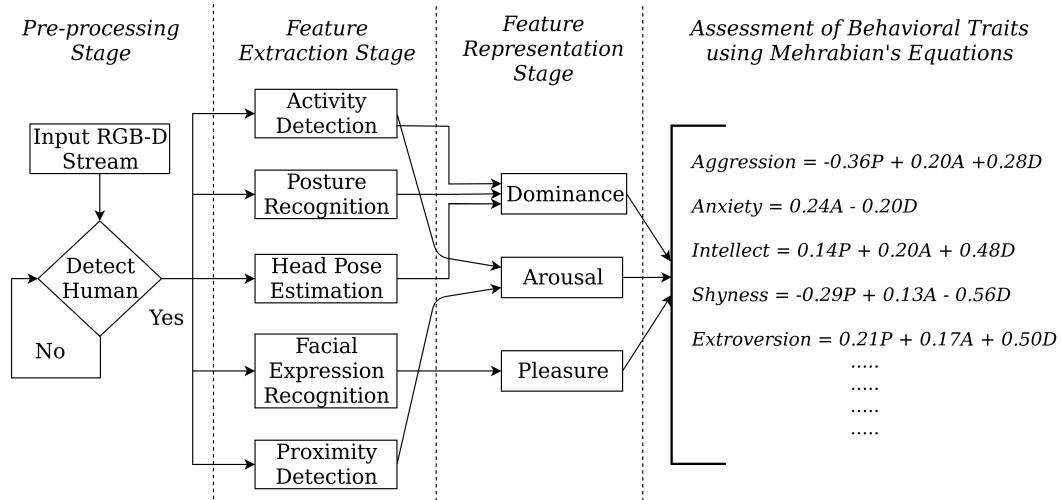 Pre-processing
Stage
Feature
Extraction Stage
Feature
Representation
Stage
Assessment of Behavioral Traits
using Mehrabian's Equations
Input RGB-D
Stream
Detect
Human
Yes
No
Activity
Detection
Posture
Recognition
Head Pose
Estimation
Facial
Expression
Recognition
Proximity
Detection
Dominance
Arousal
Pleasure
Aggression = -0.36P + 0.20A +0.28D
Anxiety = 0.24A - 0.20D
Intellect = 0.14P + 0.20A + 0.48D
Shyness = -0.29P + 0.13A - 0.56D
Extroversion = 0.21P + 0.17A + 0.50D
.....
.....
.....
.....